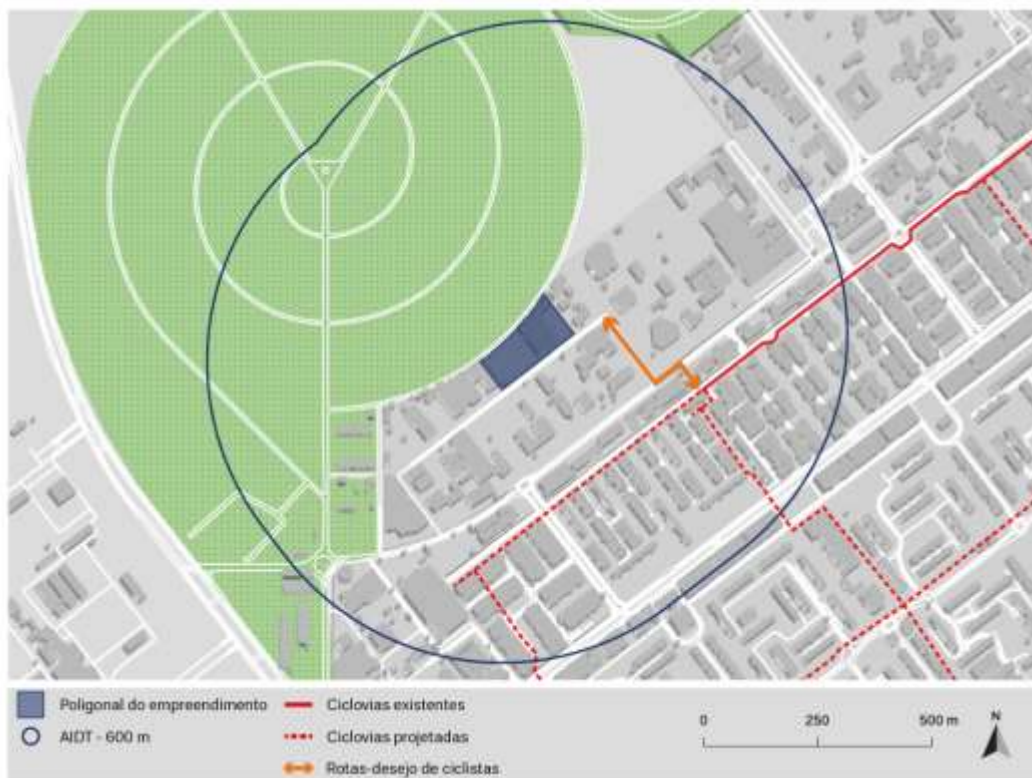 Poligonal do empreendimento
AIDT - 600 m
Ciclovias existentes
Ciclovias projetadas
Rotas-desejo de ciclistas
0 250 500 m
N